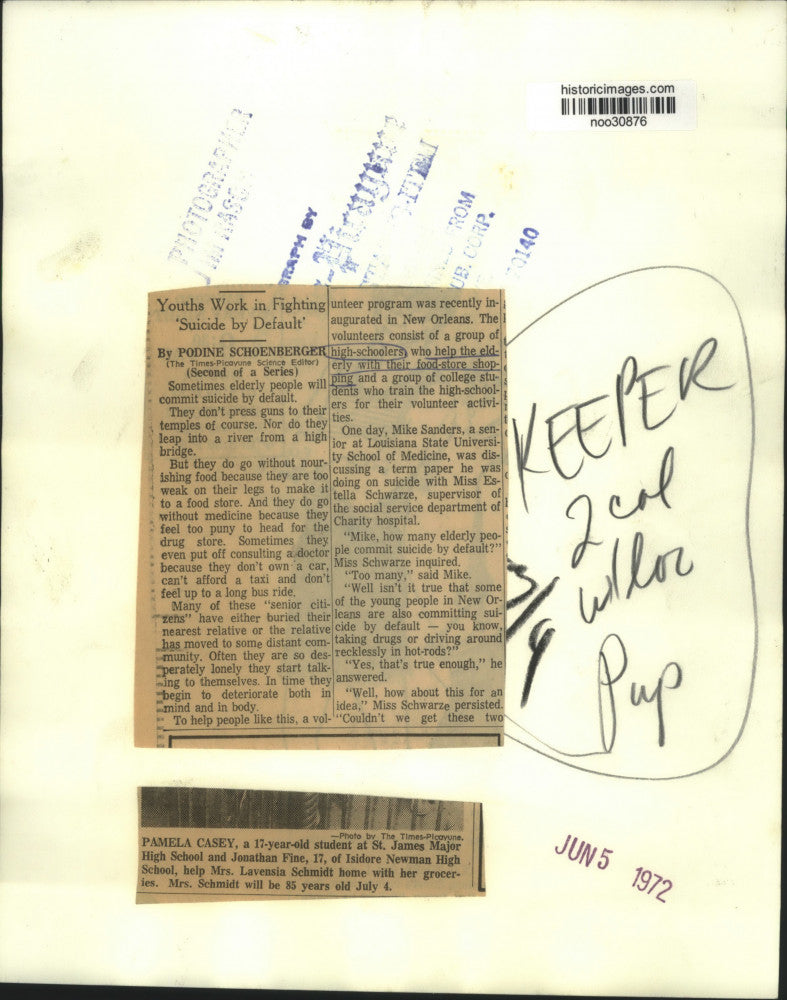 historicimages.com
noo30876
PHOTOGRAPHER
GRAPH BY
FROM
PUB. CORP.
70140
Youths Work in Fighting
'Suicide by Default'
By PODINE SCHOENBERGER
(The Times-Picayune Science Editor)
(Second of a Series)
Sometimes elderly people will
commit suicide by default.
They don't press guns to their
temples of course. Nor do they
leap into a river from a high
bridge.
But they do go without nour-
ishing food because they are too
weak on their legs to make it
to a food store. And they do go
without medicine because they
feel too puny to head for the
drug store. Sometimes they
even put off consulting a doctor
because they don't own a car,
can't afford a taxi and don't
feel up to a long bus ride.
Many of these "senior citi-
zens" have either buried their
nearest relative or the relative
has moved to some distant com-
munity. Often they are so des-
perately lonely they start talk-
ing to themselves. In time they
begin to deteriorate both in
mind and in body.
To help people like this, a vol-
unteer program was recently in-
augurated in New Orleans. The
volunteers consist of a group of
high-schoolers who help the eld-
erly with their food-store shop-
ping and a group of college stu-
dents who train the high-school-
ers for their volunteer activi-
ties.
One day, Mike Sanders, a sen-
ior at Louisiana State Universi-
ty School of Medicine, was dis-
cussing a term paper he was
doing on suicide with Miss Es-
tella Schwarze, supervisor of
the social service department of
Charity hospital.
"Mike, how many elderly peo-
ple commit suicide by default?"
Miss Schwarze inquired.
"Too many," said Mike.
"Well isn't it true that some
of the young people in New Or-
leans are also committing sui-
cide by default — you know,
taking drugs or driving around
recklessly in hot-rods?"
"Yes, that's true enough," he
answered.
"Well, how about this for an
idea," Miss Schwarze persisted.
"Couldn't we get these two
KEEPER
2 col
3/4
Pup
—Photo by The Times-Picayune.
PAMELA CASEY, a 17-year-old student at St. James Major
High School and Jonathan Fine, 17, of Isidore Newman High
School, help Mrs. Lavensia Schmidt home with her grocer-
ies. Mrs. Schmidt will be 85 years old July 4.
JUN 5 1972